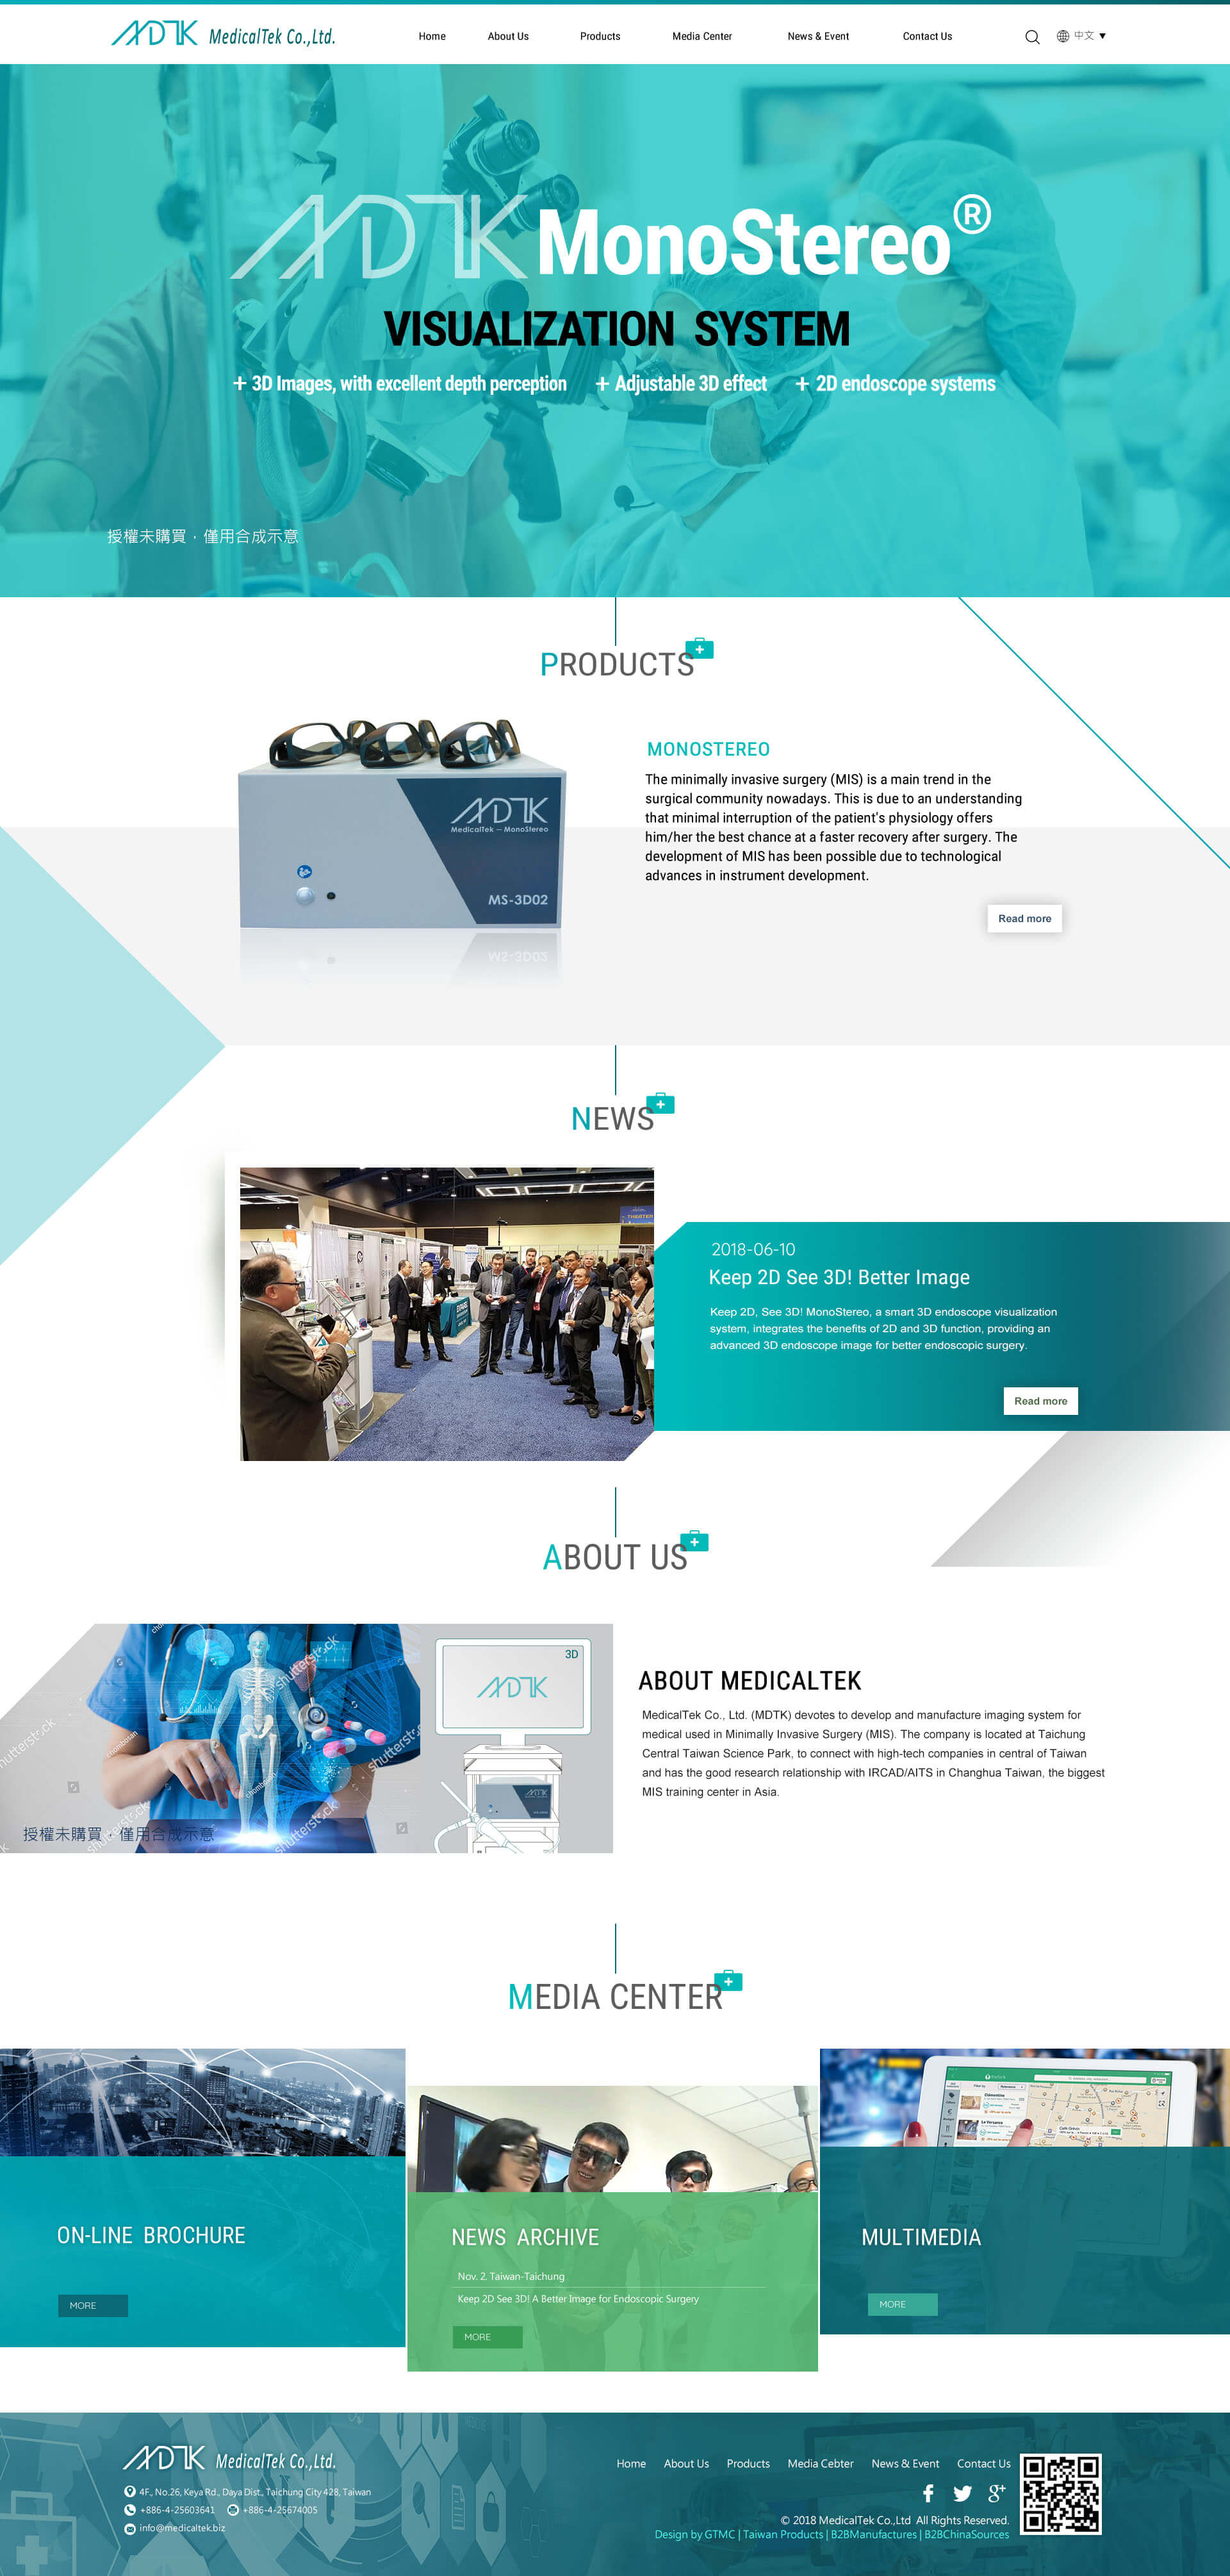 MDTK MedicalTek Co.,Ltd.
Home About Us Products Media Center News & Event Contact Us 中文 ▼
MDTK MonoStereo®
VISUALIZATION SYSTEM
+ 3D Images, with excellent depth perception + Adjustable 3D effect + 2D endoscope systems
授權未購買，僅用合成示意
PRODUCTS
MONOSTEREO
The minimally invasive surgery (MIS) is a main trend in the
surgical community nowadays. This is due to an understanding
that minimal interruption of the patient's physiology offers
him/her the best chance at a faster recovery after surgery. The
development of MIS has been possible due to technological
advances in instrument development.
Read more
MDTK
MedicalTek – MonoStereo
MS-3D02
NEWS
2018-06-10
Keep 2D See 3D! Better Image
Keep 2D, See 3D! MonoStereo, a smart 3D endoscope visualization
system, integrates the benefits of 2D and 3D function, providing an
advanced 3D endoscope image for better endoscopic surgery.
Read more
ABOUT US
3D
MDTK
MDTK
shutterstock
shutterstock
shutterstock
shutterstock
shutterstock
chombosan
chombosan
授權未購買，僅用合成示意
ABOUT MEDICALTEK
MedicalTek Co., Ltd. (MDTK) devotes to develop and manufacture imaging system for
medical used in Minimally Invasive Surgery (MIS). The company is located at Taichung
Central Taiwan Science Park, to connect with high-tech companies in central of Taiwan
and has the good research relationship with IRCAD/AITS in Changhua Taiwan, the biggest
MIS training center in Asia.
MEDIA CENTER
ON-LINE BROCHURE
MORE
NEWS ARCHIVE
Nov. 2. Taiwan-Taichung
Keep 2D See 3D! A Better Image for Endoscopic Surgery
MORE
MULTIMEDIA
MORE
MDTK MedicalTek Co.,Ltd.
4F., No.26, Keya Rd., Daya Dist., Taichung City 428, Taiwan
+886-4-25603641 +886-4-25674005
info@medicaltek.biz
Home About Us Products Media Cebter News & Event Contact Us
© 2018 MedicalTek Co.,Ltd All Rights Reserved.
Design by GTMC | Taiwan Products | B2BManufactures | B2BChinaSources